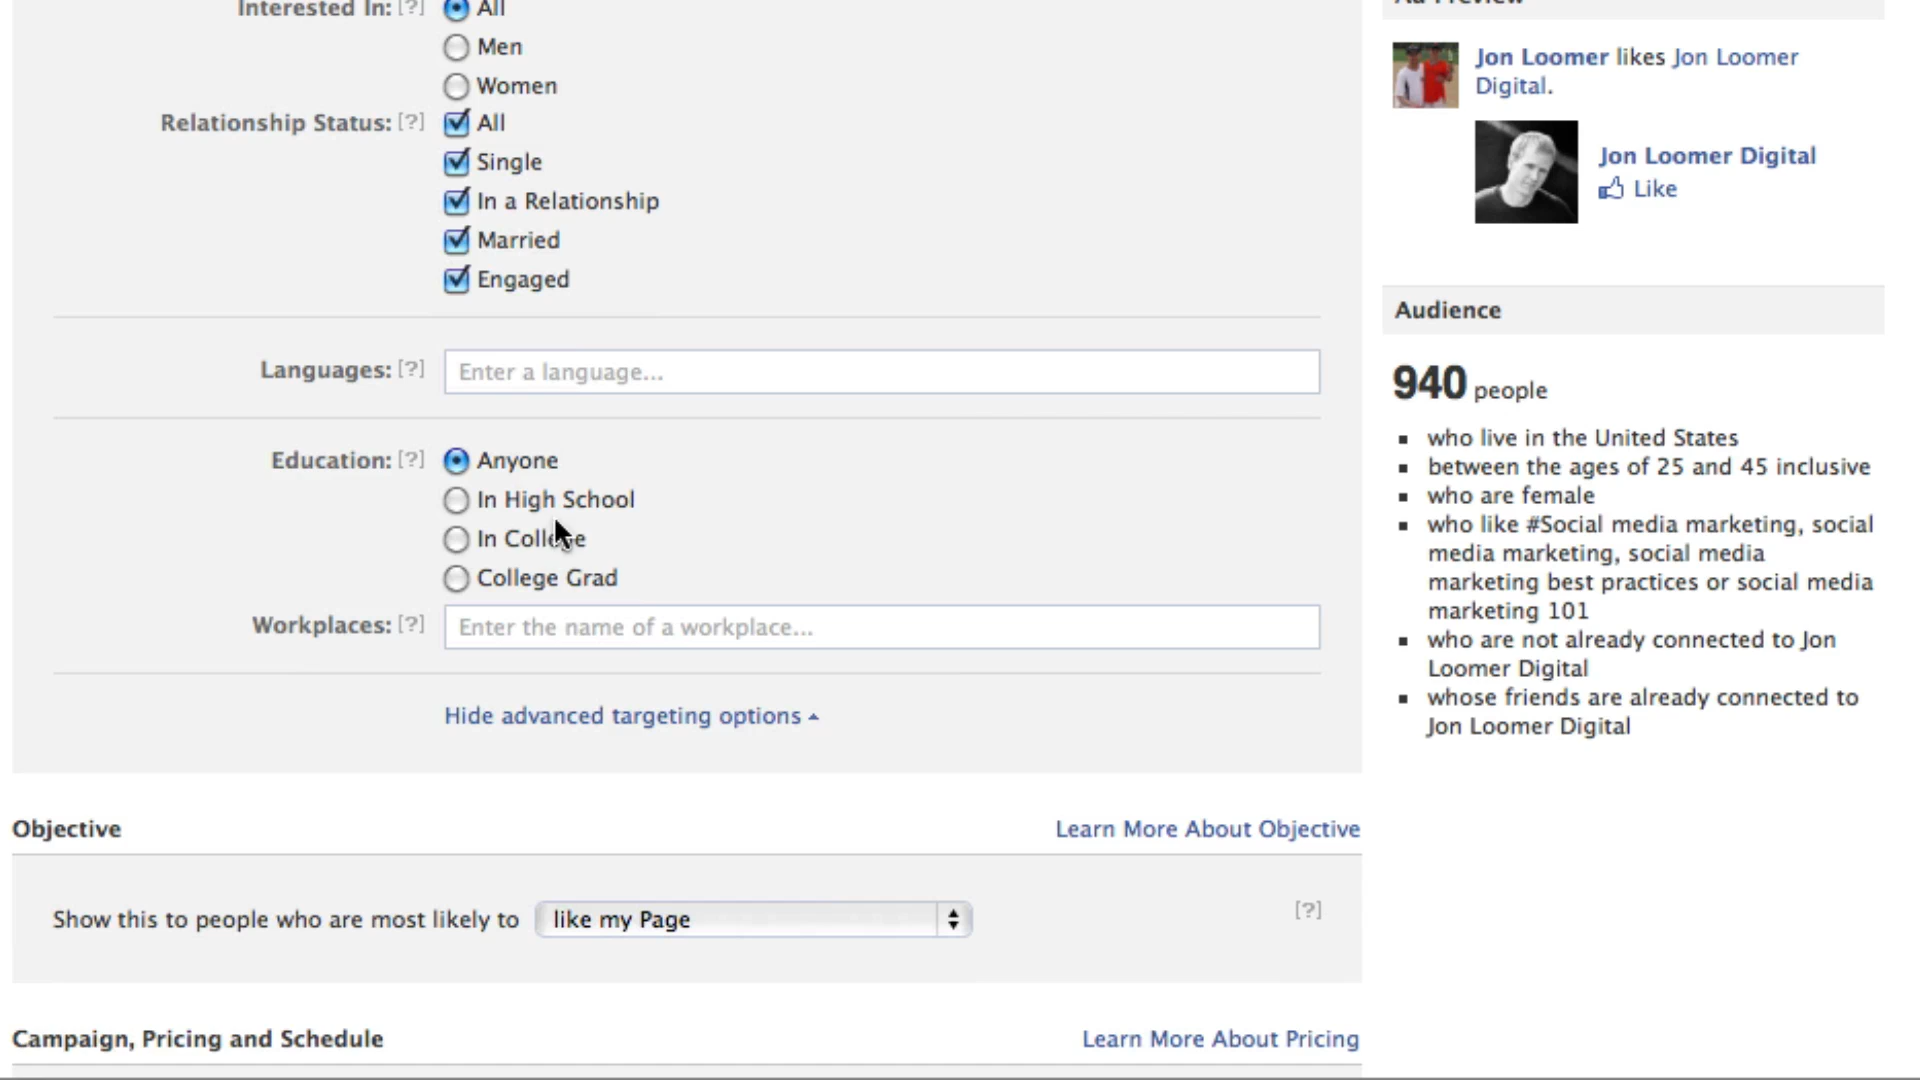 Interested In: [?] All
Men
Women
Relationship Status: [?] All
Single
In a Relationship
Married
Engaged
Languages: [?] Enter a language...
Education: [?] Anyone
In High School
In College
College Grad
Workplaces: [?] Enter the name of a workplace...
Hide advanced targeting options
Objective
Learn More About Objective
Show this to people who are most likely to like my Page [?]
Campaign, Pricing and Schedule
Learn More About Pricing
Ad Preview
Jon Loomer likes Jon Loomer
Digital.
Jon Loomer Digital
Like
Audience
940 people
who live in the United States
between the ages of 25 and 45 inclusive
who are female
who like #Social media marketing, social
media marketing, social media
marketing best practices or social media
marketing 101
who are not already connected to Jon
Loomer Digital
whose friends are already connected to
Jon Loomer Digital